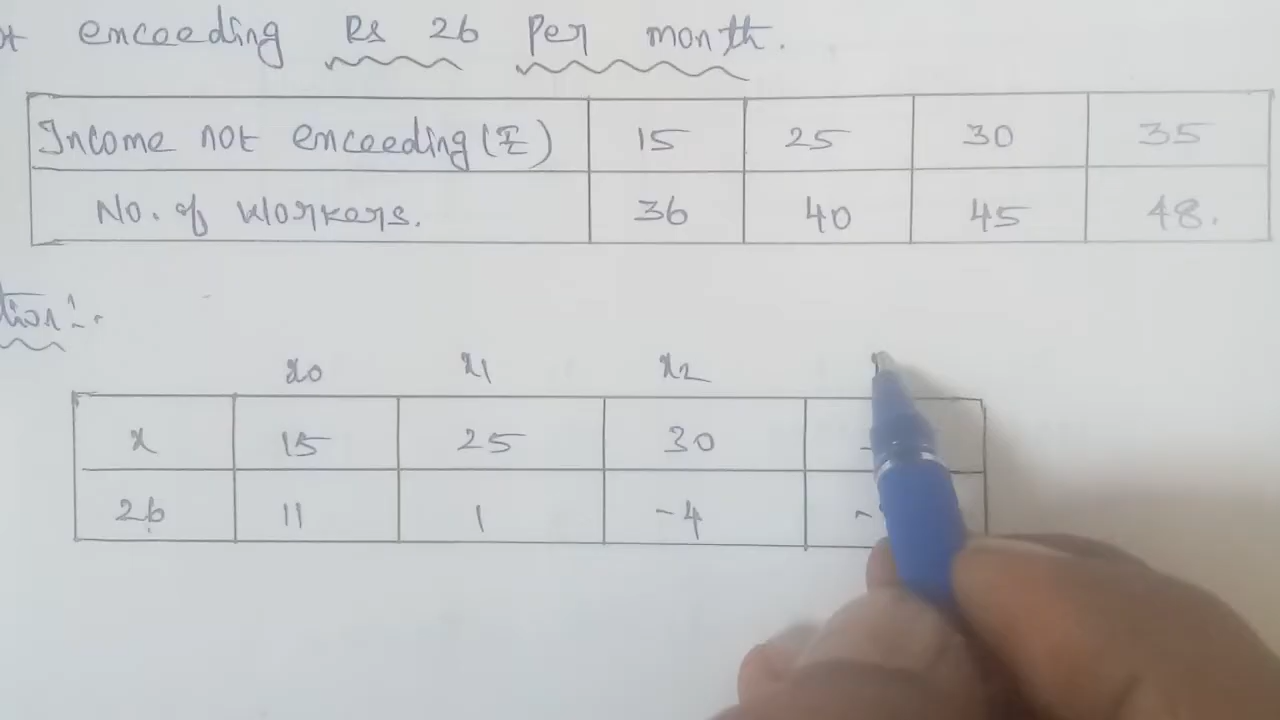 exceeding Rs 26 Per month.
Income not exceeding (₹) 15 25 30 35
No. of workers. 36 40 45 48.
x0 x1 x2
x 15 25 30
26 11 1 -4 -